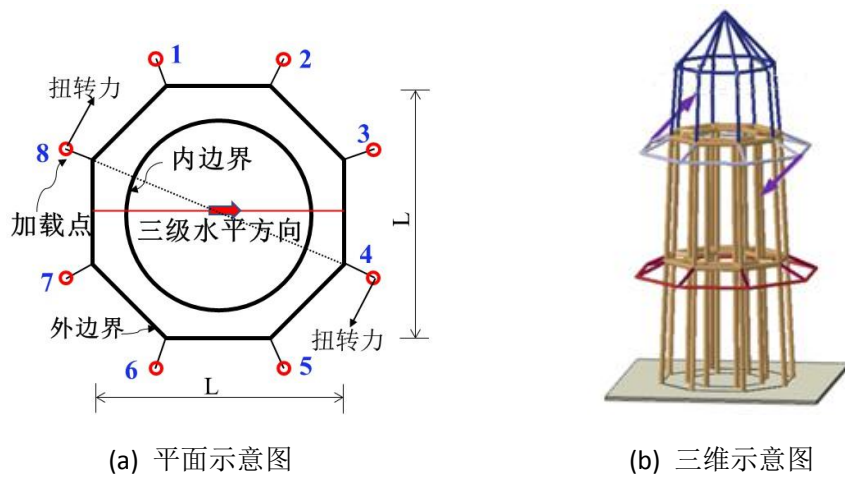 1
2
扭转力
3
8
内边界
加载点
三级水平方向
L
4
7
外边界
扭转力
6
5
L
(a) 平面示意图
(b) 三维示意图